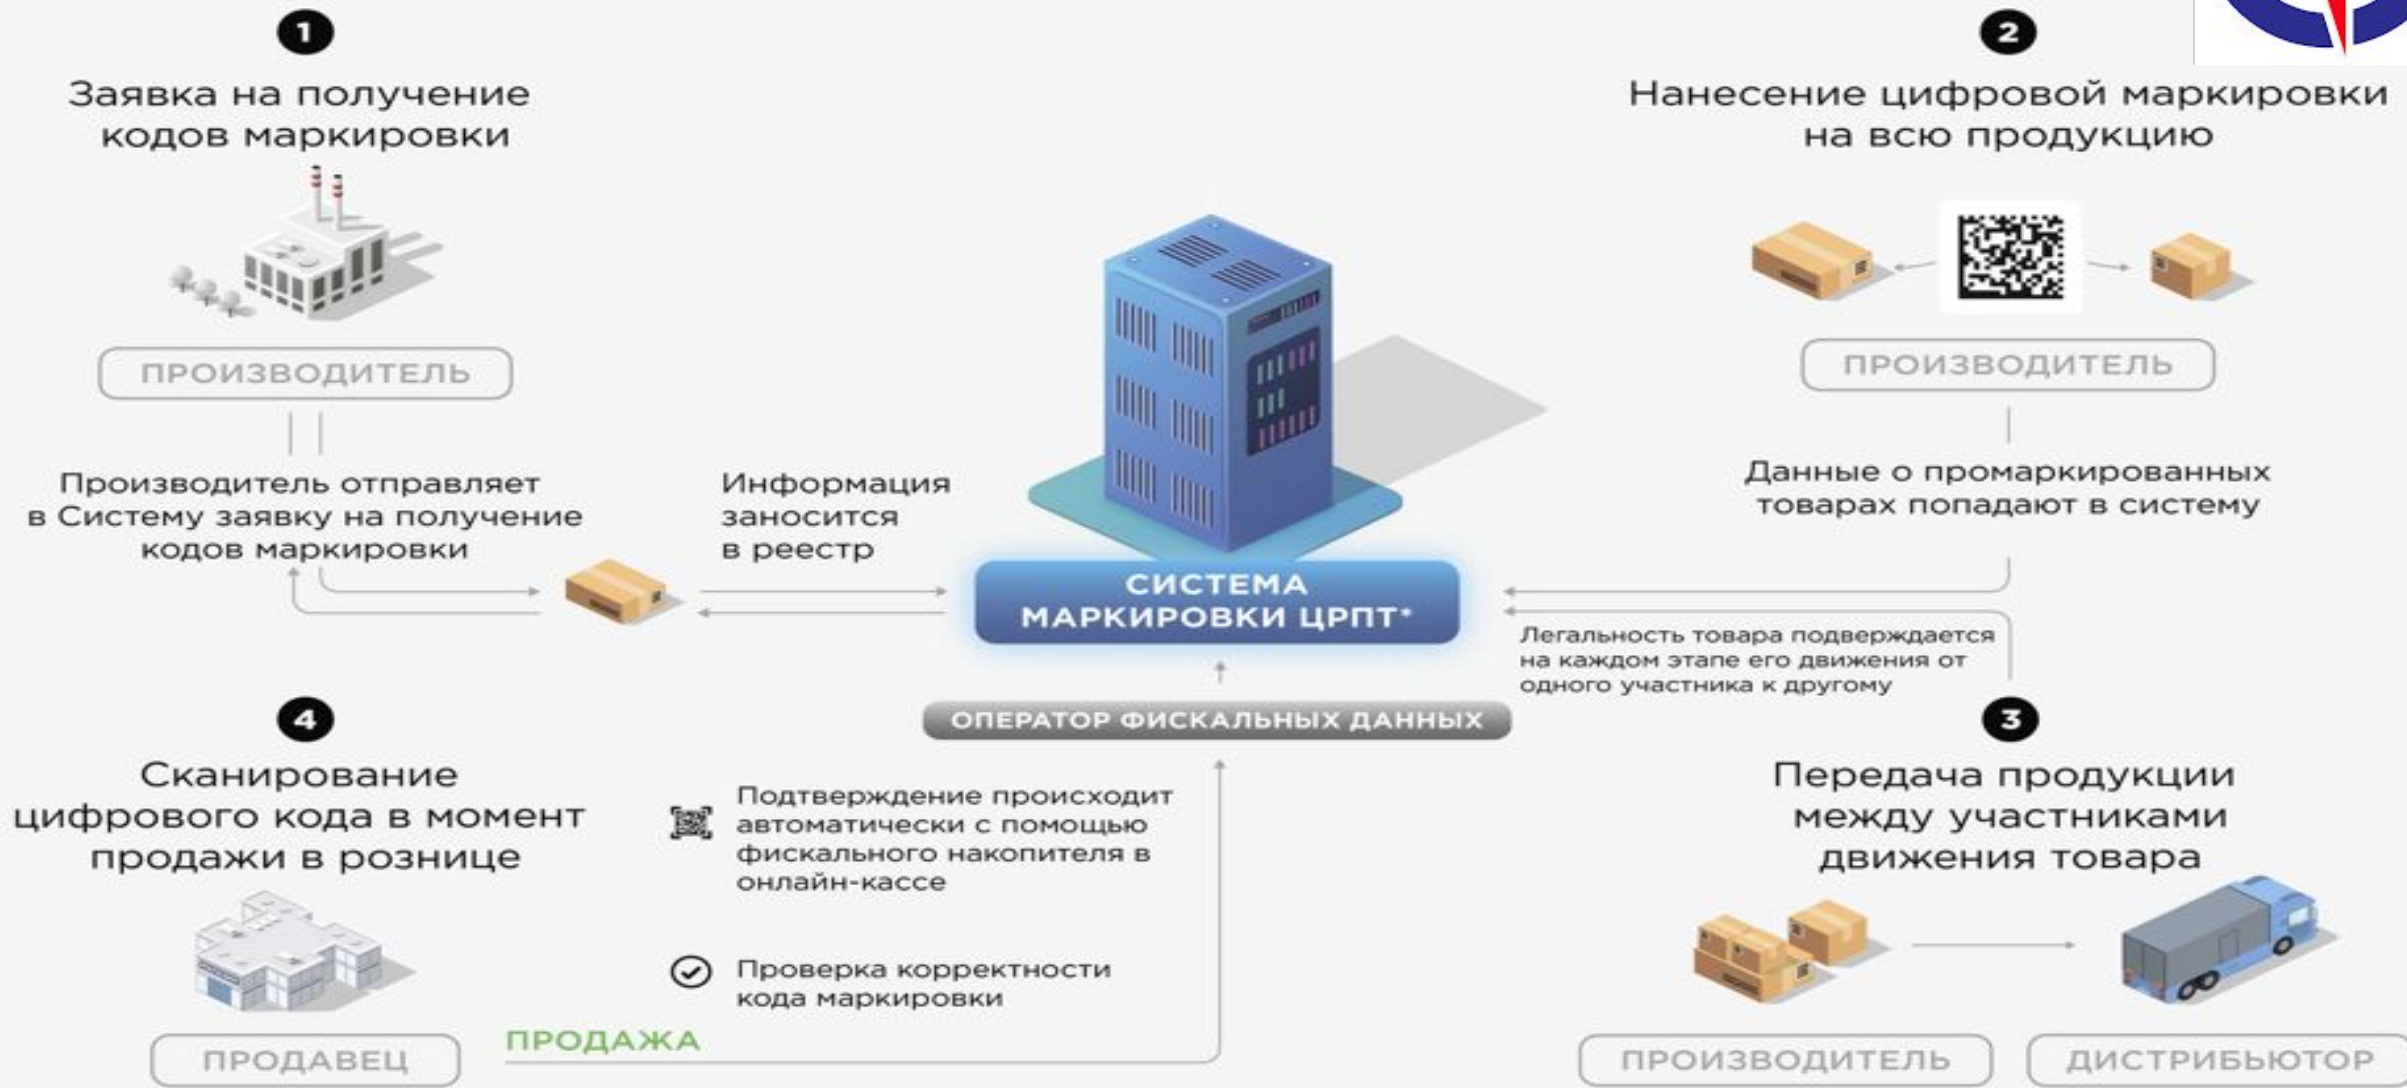 1
Заявка на получение
кодов маркировки
ПРОИЗВОДИТЕЛЬ
Производитель отправляет
в Систему заявку на получение
кодов маркировки
Информация
заносится
в реестр
СИСТЕМА
МАРКИРОВКИ ЦРПТ*
2
Нанесение цифровой маркировки
на всю продукцию
ПРОИЗВОДИТЕЛЬ
Данные о промаркированных
товарах попадают в систему
Легальность товара подверждается
на каждом этапе его движения от
одного участника к другому
3
Передача продукции
между участниками
движения товара
ПРОИЗВОДИТЕЛЬ
ДИСТРИБЬЮТОР
4
Сканирование
цифрового кода в момент
продажи в рознице
ПРОДАВЕЦ
ПРОДАЖА
Подтверждение происходит
автоматически с помощью
фискального накопителя в
онлайн-кассе
Проверка корректности
кода маркировки
ОПЕРАТОР ФИСКАЛЬНЫХ ДАННЫХ